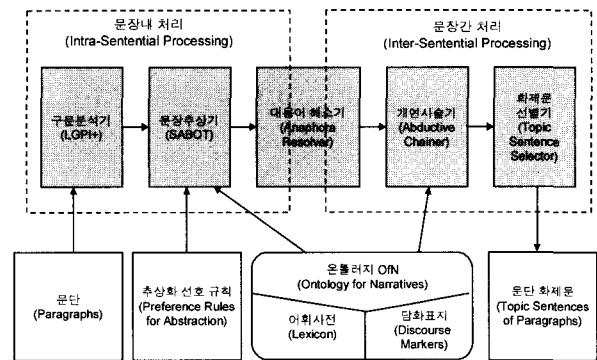 문장내 처리
(Intra-Sentential Processing)
문장간 처리
(Inter-Sentential Processing)
구문분석기
(LGPI+)
문장추상기
(SABOT)
대용어 해소기
(Anaphora
Resolver)
개연사슬기
(Abductive
Chainer)
화제문
선별기
(Topic
Sentence
Selector)
문단
(Paragraphs)
추상화 선호 규칙
(Preference Rules
for Abstraction)
온톨러지 OfN
(Ontology for Narratives)
어휘사전
(Lexicon)
담화표지
(Discourse
Markers)
문단 화제문
(Topic Sentences
of Paragraphs)